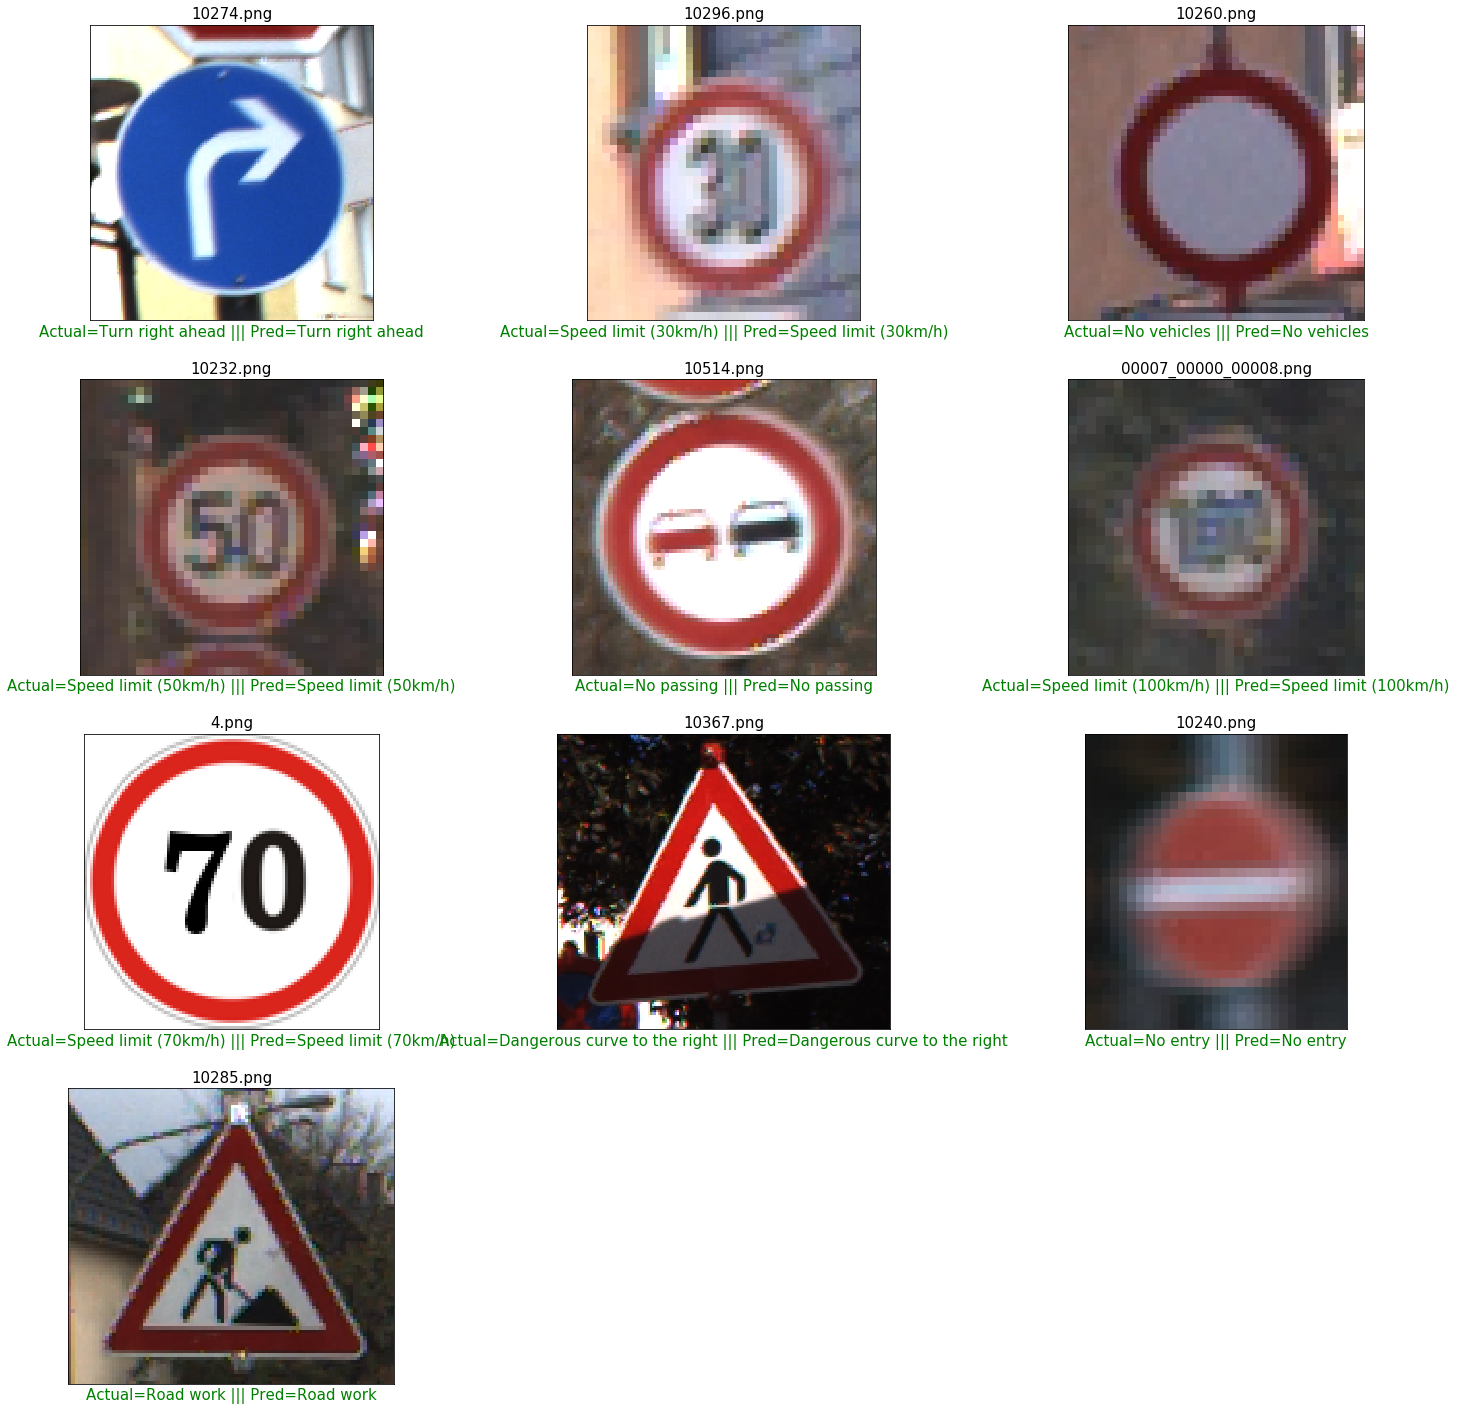 10274.png
10296.png
10260.png
30
Actual=Turn right ahead ||| Pred=Turn right ahead
Actual=Speed limit (30km/h) ||| Pred=Speed limit (30km/h)
Actual=No vehicles ||| Pred=No vehicles
10232.png
10514.png
00007_00000_00008.png
50
Actual=Speed limit (50km/h) ||| Pred=Speed limit (50km/h)
Actual=No passing ||| Pred=No passing
Actual=Speed limit (100km/h) ||| Pred=Speed limit (100km/h)
4.png
10367.png
10240.png
70
Actual=Speed limit (70km/h) ||| Pred=Speed limit (70km/h)
Actual=Dangerous curve to the right ||| Pred=Dangerous curve to the right
Actual=No entry ||| Pred=No entry
10285.png
Actual=Road work ||| Pred=Road work